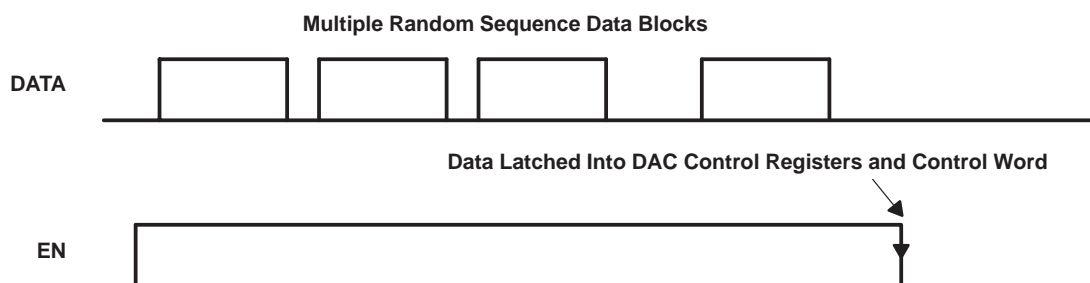 Multiple Random Sequence Data Blocks
DATA
Data Latched Into DAC Control Registers and Control Word
EN